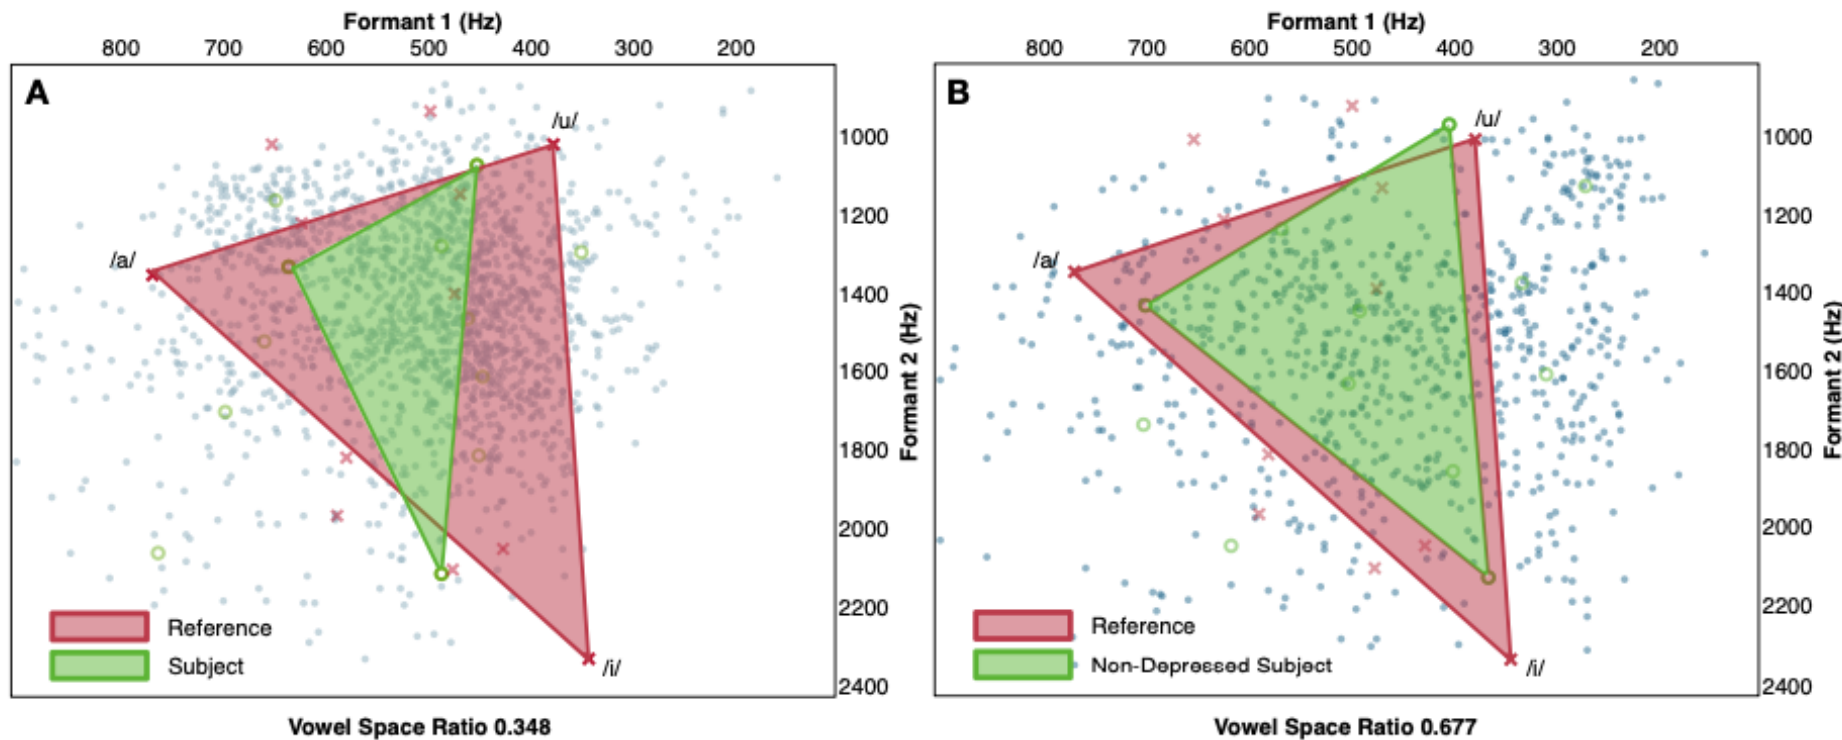 Formant 1 (Hz)
800 700 600 500 400 300 200
A
/u/
/a/
/i/
1000
1200
1400
1600
1800
2000
2200
2400
Formant 2 (Hz)
Reference
Subject
Vowel Space Ratio 0.348
Formant 1 (Hz)
800 700 600 500 400 300 200
B
/u/
/a/
/i/
1000
1200
1400
1600
1800
2000
2200
2400
Formant 2 (Hz)
Reference
Non-Depressed Subject
Vowel Space Ratio 0.677